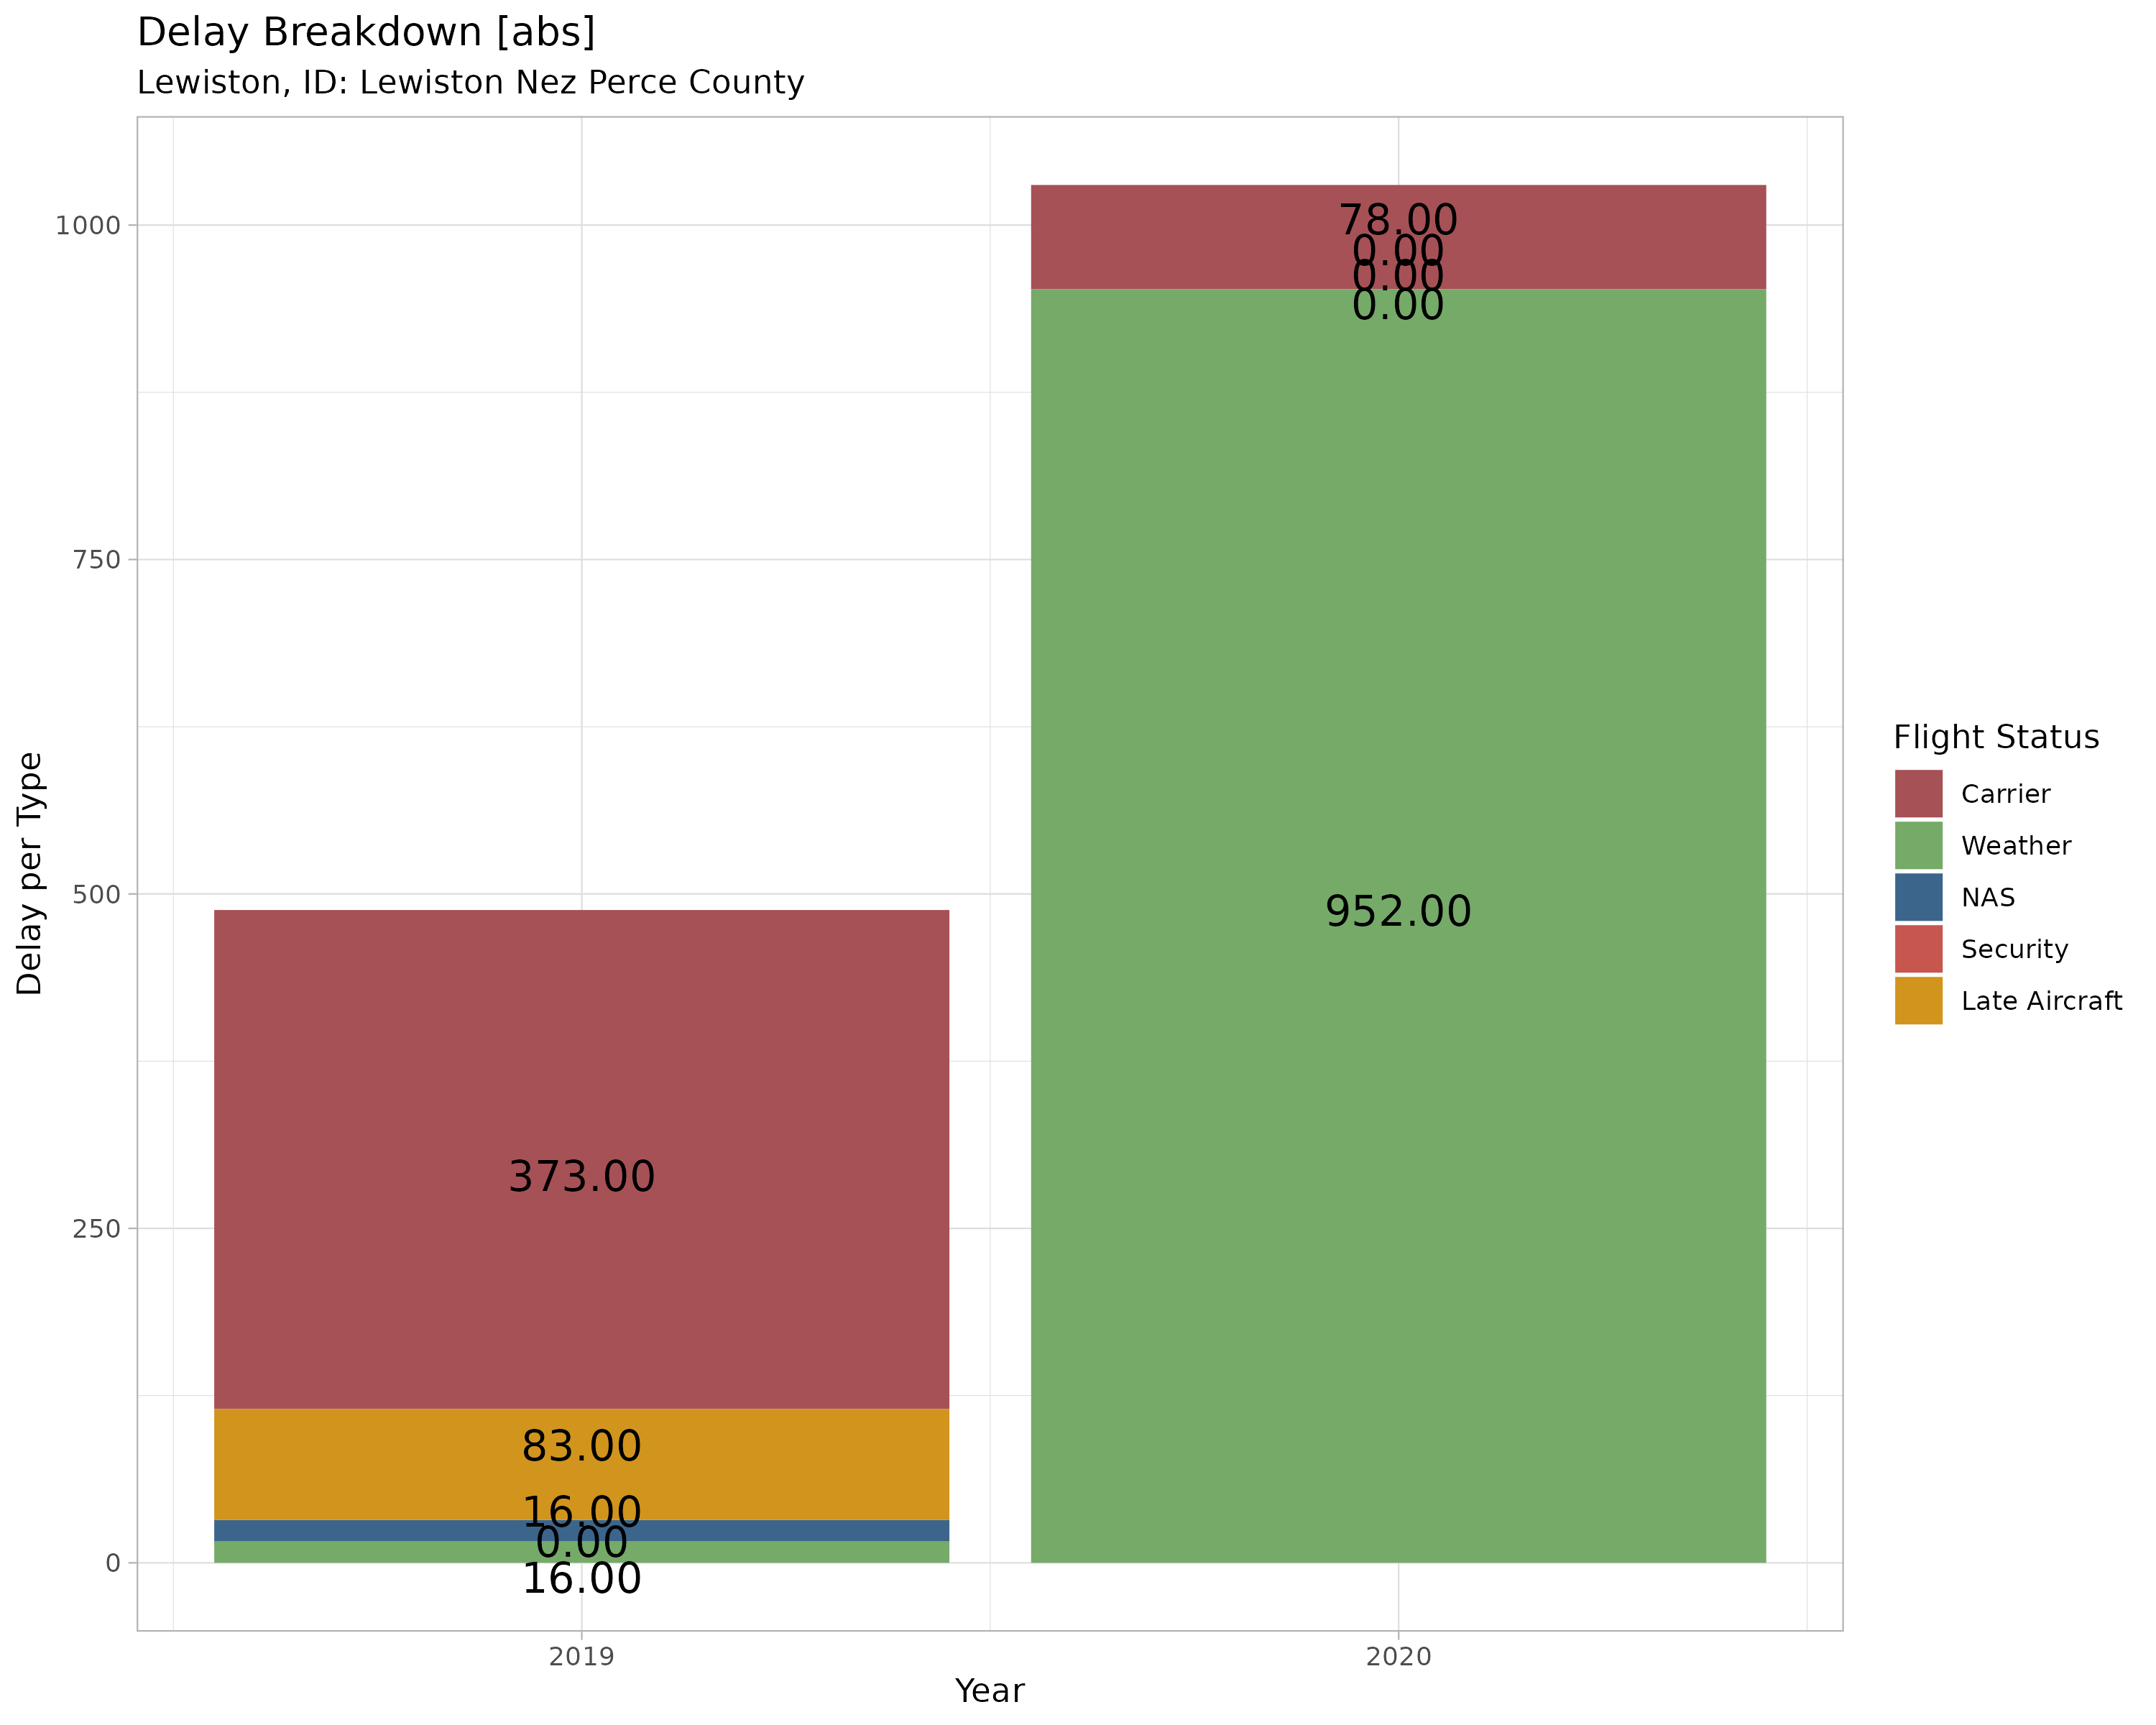 Delay Breakdown [abs]
Lewiston, ID: Lewiston Nez Perce County
Delay per Type
1000
750
500
250
0
373.00
83.00
16.00
0.00
16.00
78.00
0.00
0.00
0.00
952.00
2019
2020
Year
Flight Status
Carrier
Weather
NAS
Security
Late Aircraft